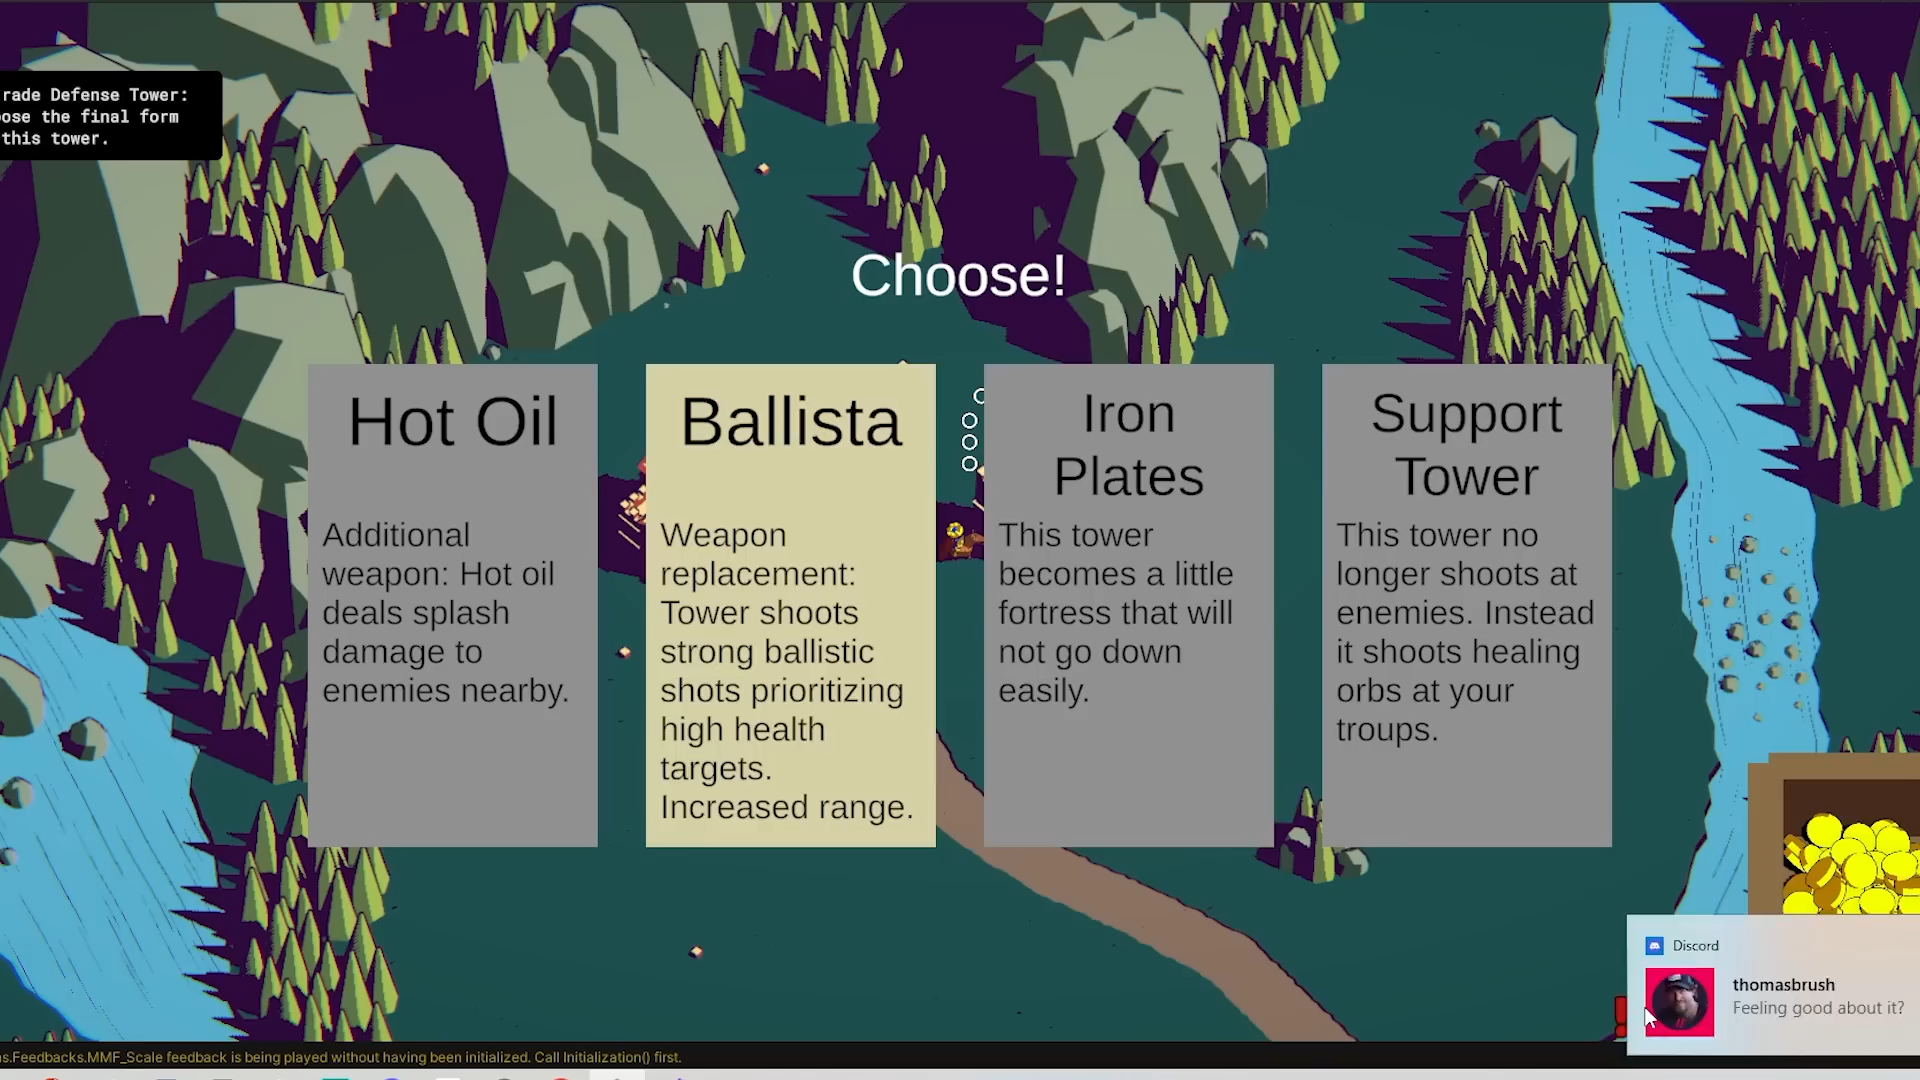 rade Defense Tower:
ose the final form
this tower.
Choose!
Hot Oil
Additional
weapon: Hot oil
deals splash
damage to
enemies nearby.
Ballista
Weapon
replacement:
Tower shoots
strong ballistic
shots prioritizing
high health
targets.
Increased range.
Iron
Plates
This tower
becomes a little
fortress that will
not go down
easily.
Support
Tower
This tower no
longer shoots at
enemies. Instead
it shoots healing
orbs at your
troups.
Discord
thomasbrush
Feeling good about it?
s.Feedbacks.MMF_Scale feedback is being played without having been initialized. Call Initialization() first.